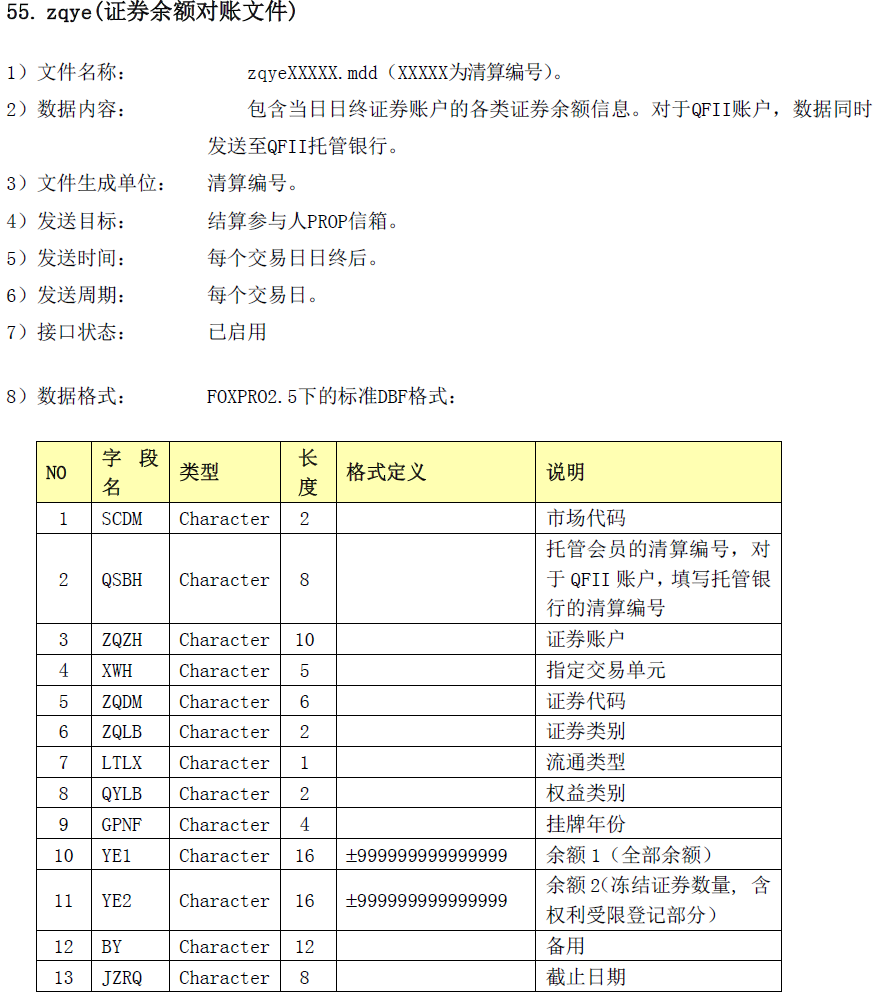 55. zqye(证券余额对账文件)
1）文件名称： zqyeXXXXX.mdd（XXXXX为清算编号）。
2）数据内容： 包含当日日终证券账户的各类证券余额信息。对于QFII账户，数据同时
发送至QFII托管银行。
3）文件生成单位： 清算编号。
4）发送目标： 结算参与人PROP信箱。
5）发送时间： 每个交易日日终后。
6）发送周期： 每个交易日。
7）接口状态： 已启用
8）数据格式： FOXPRO2.5下的标准DBF格式：
NO 字段名 类型 长度 格式定义 说明
1 SCDM Character 2 市场代码
2 QSBH Character 8 托管会员的清算编号，对
于 QFII 账户，填写托管银
行的清算编号
3 ZQZH Character 10 证券账户
4 XWH Character 5 指定交易单元
5 ZQDM Character 6 证券代码
6 ZQLB Character 2 证券类别
7 LTLX Character 1 流通类型
8 QYLB Character 2 权益类别
9 GPNF Character 4 挂牌年份
10 YE1 Character 16 ±999999999999999 余额 1（全部余额）
11 YE2 Character 16 ±999999999999999 余额 2(冻结证券数量, 含
权利受限登记部分）
12 BY Character 12 备用
13 JZRQ Character 8 截止日期